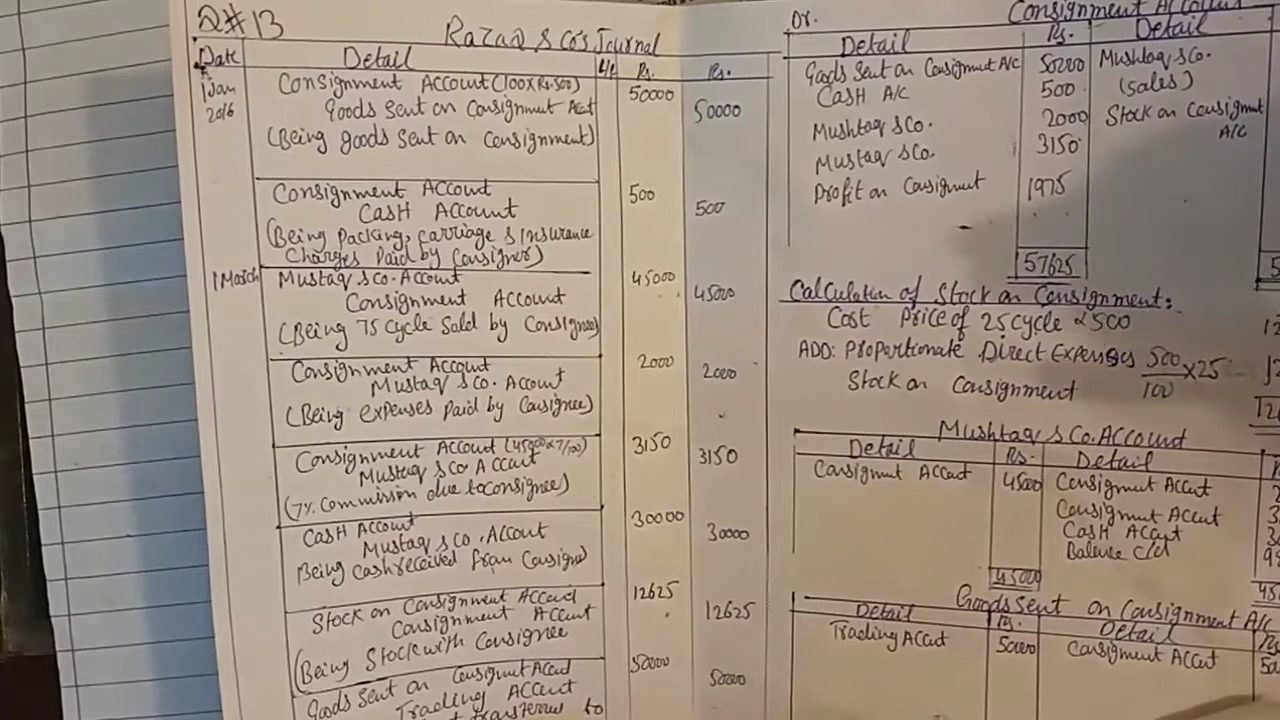 Q#13
Razaq & Co's Journal
Date Detail L/F Rs. Rs.
1 Jan Consignment Account (100xRs.500) 50000
2016 Goods Sent on Consignment Acct 50000
(Being goods Sent on Consignment)
Consignment Account 500
Cash Account 500
(Being Packing, Carriage & Insurance
Charges Paid by Consigner)
1 March Mustaq & Co. Account 45000
Consignment Account 45000
(Being 75 Cycle Sold by Consignee)
Consignment Account 2000
Mustaq & Co. Account 2000
(Being expenses Paid by Consignee)
Consignment Account (45000x7/100) 3150
Mustaq & Co Account 3150
(7% Commission due to consignee)
Cash Account 30000
Mustaq & Co. Account 30000
Being cash received from Consigne)
Stock on Consignment Account 12625
Consignment Account 12625
(Being Stock with Consignee
Goods Sent on Consignment Acct 50000
Trading Account 50000
to
Dr. Consignment Account
Detail Rs. Detail
Goods Sent on Consignment A/C 50000 Mushtaq & Co.
Cash A/C 500 (sales)
Mushtaq & Co. 2000 Stock on Consignment
A/C
Mustaq & Co. 3150
Profit on Consignment 1975
57625 5
Calculation of Stock on Consignment:
Cost Price of 25 cycle x 500
ADD: Proportionate Direct Expenses 500/100 x 25
Stock on Consignment
Mushtaq & Co. Account
Detail Rs. Detail
Consignment Account 45000 Consignment Account
Consignment Account
Cash Account
Balance c/d
45000 45
Goods Sent on Consignment A/C
Detail Rs. Detail
Trading Account 50000 Consignment Account